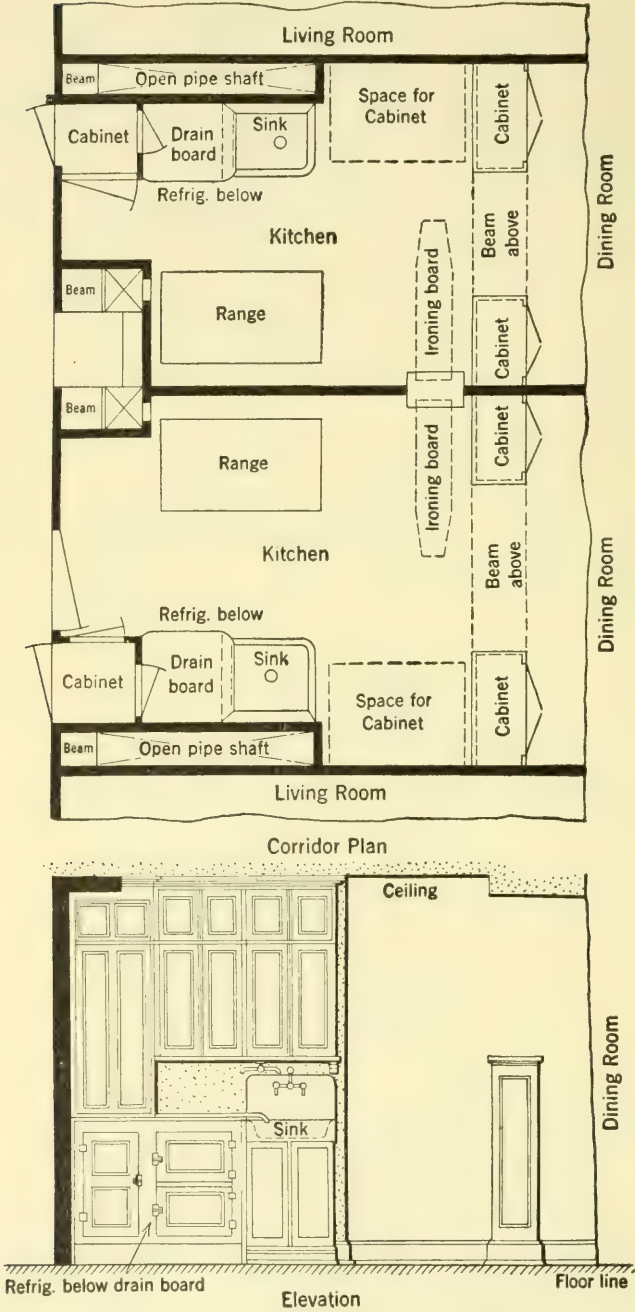 Living Room
Beam
Open pipe shaft
Space for
Cabinet
Cabinet
Cabinet
Drain
board
Sink
Refrig. below
Kitchen
Beam
above
Dining Room
Ironing board
Beam
Range
Cabinet
Beam
Cabinet
Range
Ironing board
Kitchen
Beam
above
Dining Room
Refrig. below
Cabinet
Drain
board
Sink
Space for
Cabinet
Cabinet
Beam
Open pipe shaft
Living Room
Corridor Plan
Ceiling
Dining Room
Sink
Refrig. below drain board
Floor line
Elevation